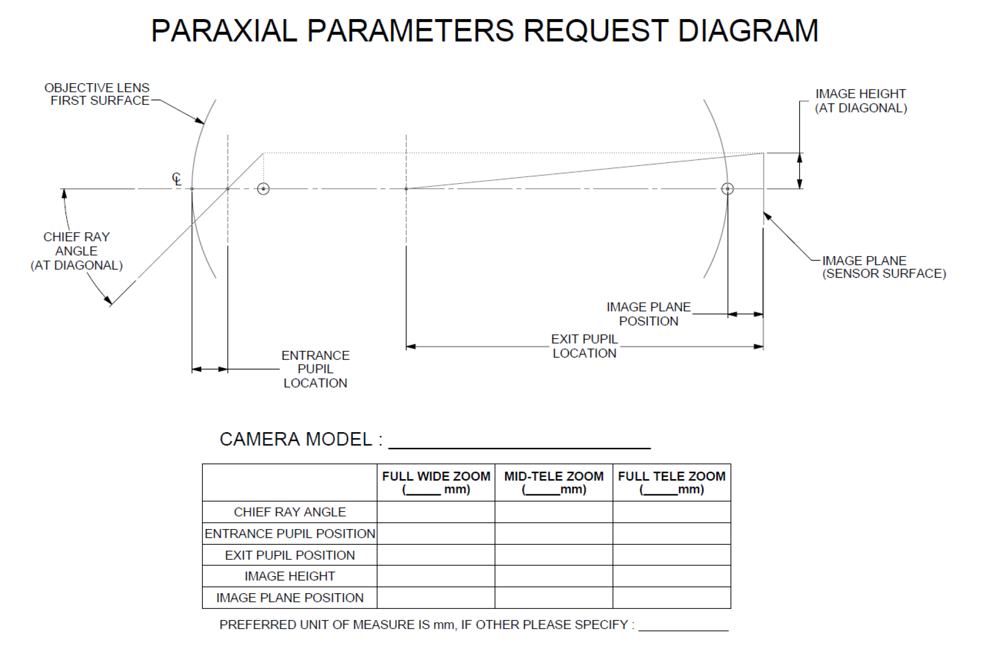 PARAXIAL PARAMETERS REQUEST DIAGRAM
OBJECTIVE LENS
FIRST SURFACE
IMAGE HEIGHT
(AT DIAGONAL)
℄
CHIEF RAY
ANGLE
(AT DIAGONAL)
IMAGE PLANE
(SENSOR SURFACE)
IMAGE PLANE
POSITION
EXIT PUPIL
LOCATION
ENTRANCE
PUPIL
LOCATION
CAMERA MODEL : ____________________
FULL WIDE ZOOM
(_____ mm)
MID-TELE ZOOM
(_____mm)
FULL TELE ZOOM
(_____mm)
CHIEF RAY ANGLE
ENTRANCE PUPIL POSITION
EXIT PUPIL POSITION
IMAGE HEIGHT
IMAGE PLANE POSITION
PREFERRED UNIT OF MEASURE IS mm, IF OTHER PLEASE SPECIFY : _____________